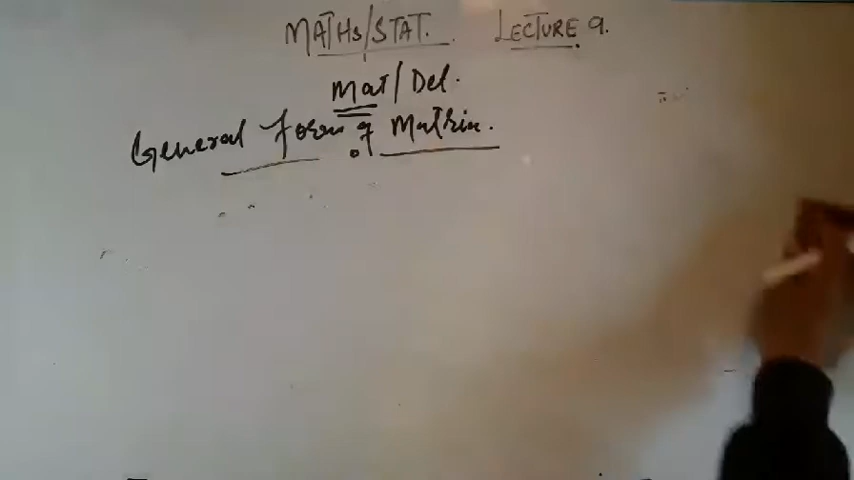 MATHS/STAT. LECTURE 9.
Mat/Det.
General form of Matrix.